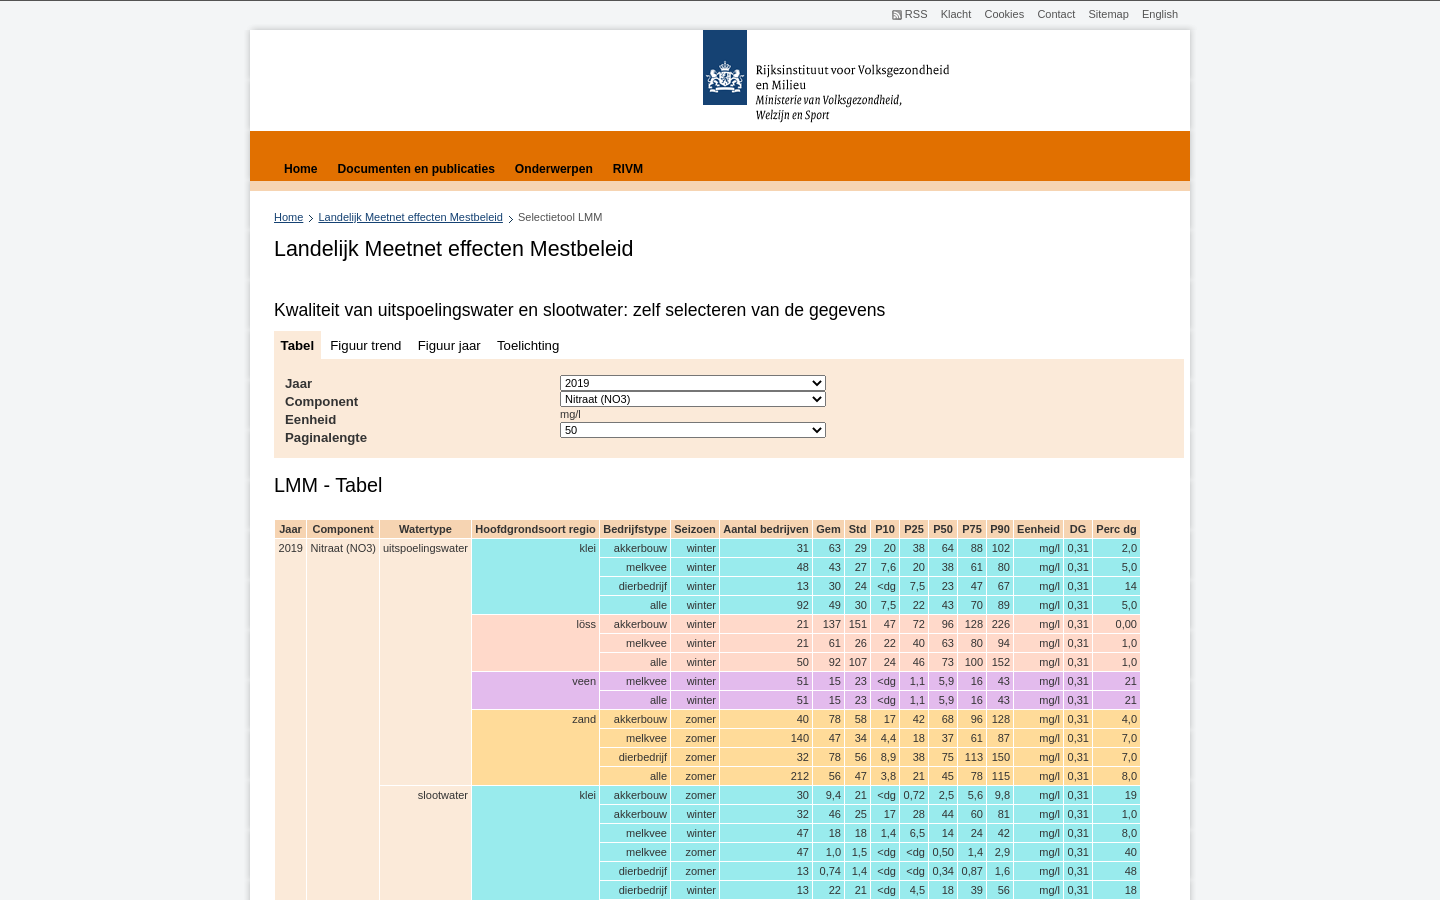 RSS Klacht Cookies Contact Sitemap English
Rijksinstituut voor Volksgezondheid
en Milieu
Ministerie van Volksgezondheid,
Welzijn en Sport
Home Documenten en publicaties Onderwerpen RIVM
Home Landelijk Meetnet effecten Mestbeleid Selectietool LMM
Landelijk Meetnet effecten Mestbeleid
Kwaliteit van uitspoelingswater en slootwater: zelf selecteren van de gegevens
Tabel Figuur trend Figuur jaar Toelichting
Jaar 2019
Component Nitraat (NO3)
Eenheid mg/l
Paginalengte 50
LMM - Tabel
Jaar Component Watertype Hoofdgrondsoort regio Bedrijfstype Seizoen Aantal bedrijven Gem Std P10 P25 P50 P75 P90 Eenheid DG Perc dg
2019 Nitraat (NO3) uitspoelingswater klei akkerbouw winter 31 63 29 20 38 64 88 102 mg/l 0,31 2,0
melkvee winter 48 43 27 7,6 20 38 61 80 mg/l 0,31 5,0
dierbedrijf winter 13 30 24 <dg 7,5 23 47 67 mg/l 0,31 14
alle winter 92 49 30 7,5 22 43 70 89 mg/l 0,31 5,0
löss akkerbouw winter 21 137 151 47 72 96 128 226 mg/l 0,31 0,00
melkvee winter 21 61 26 22 40 63 80 94 mg/l 0,31 1,0
alle winter 50 92 107 24 46 73 100 152 mg/l 0,31 1,0
veen melkvee winter 51 15 23 <dg 1,1 5,9 16 43 mg/l 0,31 21
alle winter 51 15 23 <dg 1,1 5,9 16 43 mg/l 0,31 21
zand akkerbouw zomer 40 78 58 17 42 68 96 128 mg/l 0,31 4,0
melkvee zomer 140 47 34 4,4 18 37 61 87 mg/l 0,31 7,0
dierbedrijf zomer 32 78 56 8,9 38 75 113 150 mg/l 0,31 7,0
alle zomer 212 56 47 3,8 21 45 78 115 mg/l 0,31 8,0
slootwater klei akkerbouw zomer 30 9,4 21 <dg 0,72 2,5 5,6 9,8 mg/l 0,31 19
akkerbouw winter 32 46 25 17 28 44 60 81 mg/l 0,31 1,0
melkvee winter 47 18 18 1,4 6,5 14 24 42 mg/l 0,31 8,0
melkvee zomer 47 1,0 1,5 <dg <dg 0,50 1,4 2,9 mg/l 0,31 40
dierbedrijf zomer 13 0,74 1,4 <dg <dg 0,34 0,87 1,6 mg/l 0,31 48
dierbedrijf winter 13 22 21 <dg 4,5 18 39 56 mg/l 0,31 18